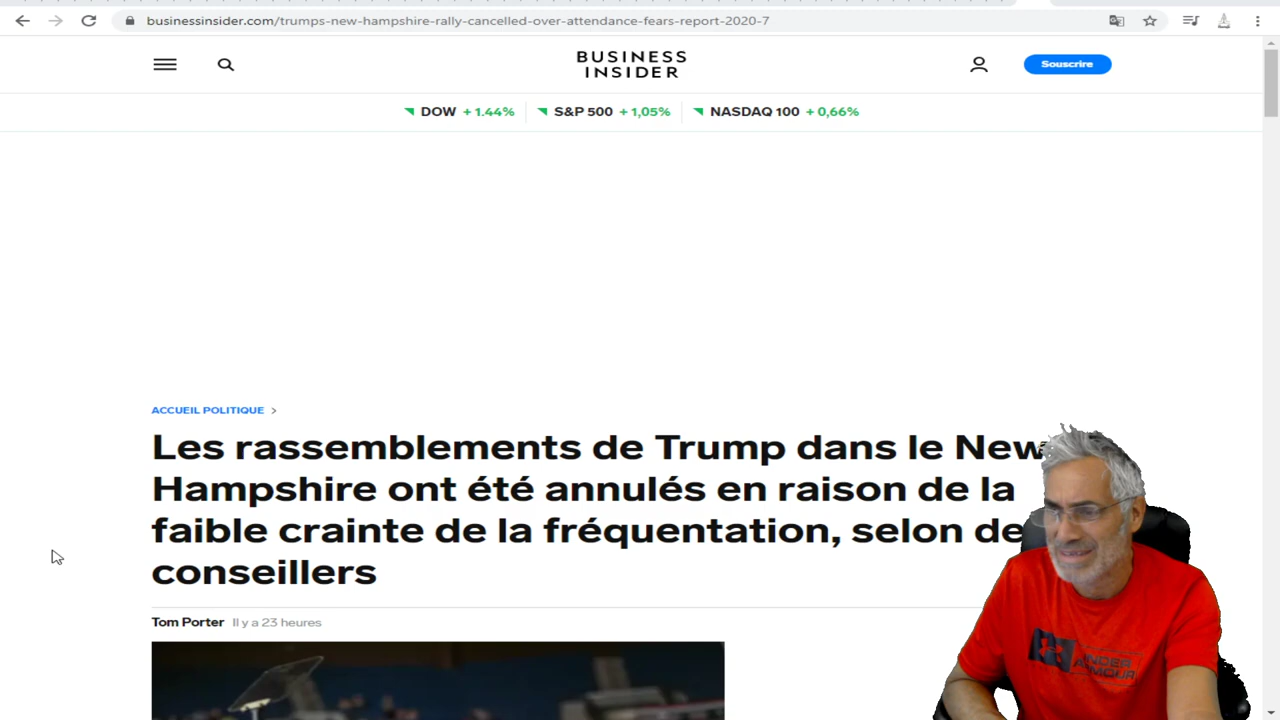 businessinsider.com/trumps-new-hampshire-rally-cancelled-over-attendance-fears-report-2020-7
BUSINESS
INSIDER
Souscrire
DOW + 1.44% S&P 500 + 1,05% NASDAQ 100 + 0,66%
ACCUEIL POLITIQUE >
Les rassemblements de Trump dans le New
Hampshire ont été annulés en raison de la
faible crainte de la fréquentation, selon de
conseillers
Tom Porter Il y a 23 heures
UNDER
ARMOUR